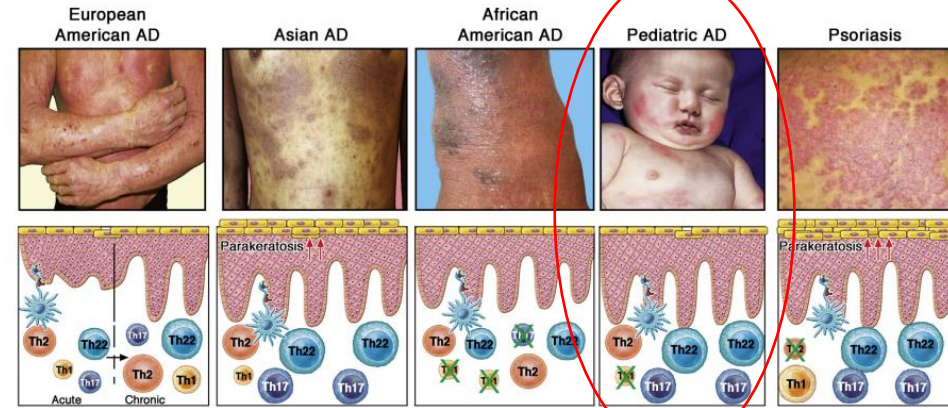 European
American AD
Asian AD
African
American AD
Pediatric AD
Psoriasis
Parakeratosis
Parakeratosis
Th2
Th22
Th1
Th17
Th17
Th22
Th2
Th1
Acute
Chronic
Th2
Th22
Th1
Th17
Th17
Th2
Th22
Th17
Th22
Th1
Th1
Th2
Th2
Th22
Th22
Th1
Th17
Th17
Th2
Th22
Th22
Th1
Th17
Th17